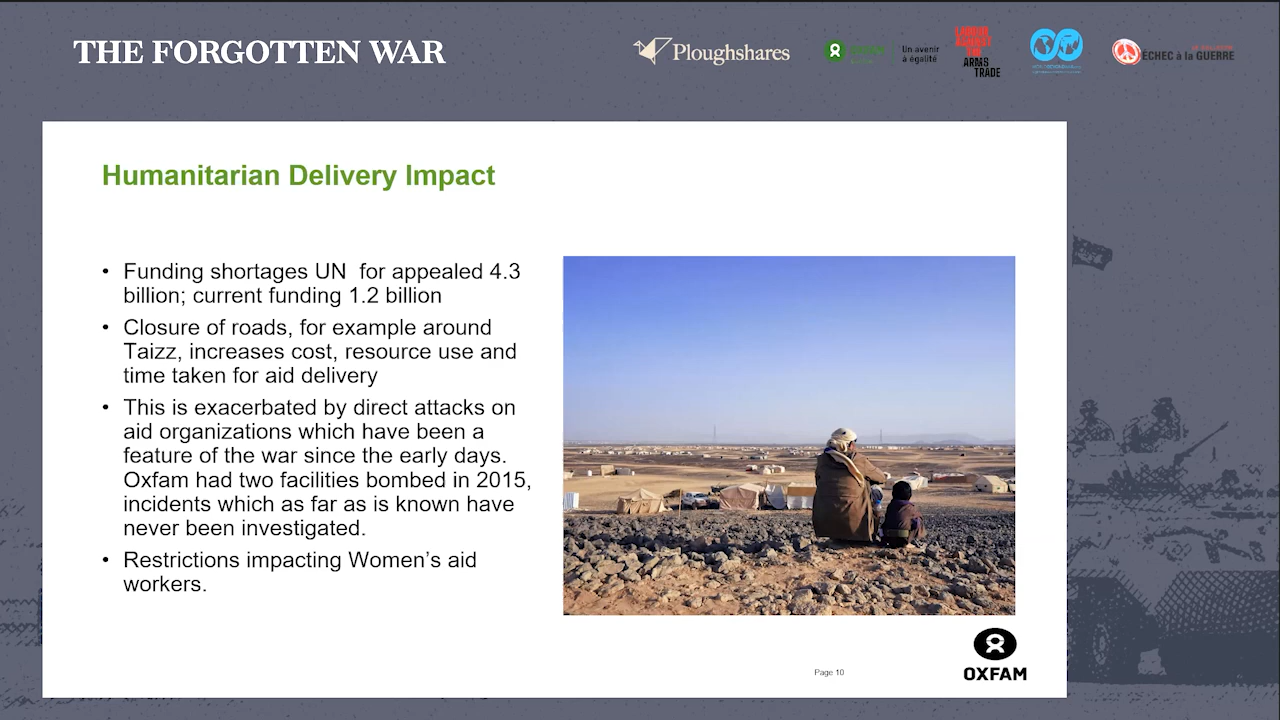 THE FORGOTTEN WAR
Ploughshares
Un avenir
à égalité
LABOUR
AGAINST
THE
ARMS
TRADE
ÉCHEC à la GUERRE
Humanitarian Delivery Impact
• Funding shortages UN  for appealed 4.3
billion; current funding 1.2 billion
• Closure of roads, for example around
Taizz, increases cost, resource use and
time taken for aid delivery
• This is exacerbated by direct attacks on
aid organizations which have been a
feature of the war since the early days.
Oxfam had two facilities bombed in 2015,
incidents which as far as is known have
never been investigated.
• Restrictions impacting Women’s aid
workers.
Page 10
OXFAM